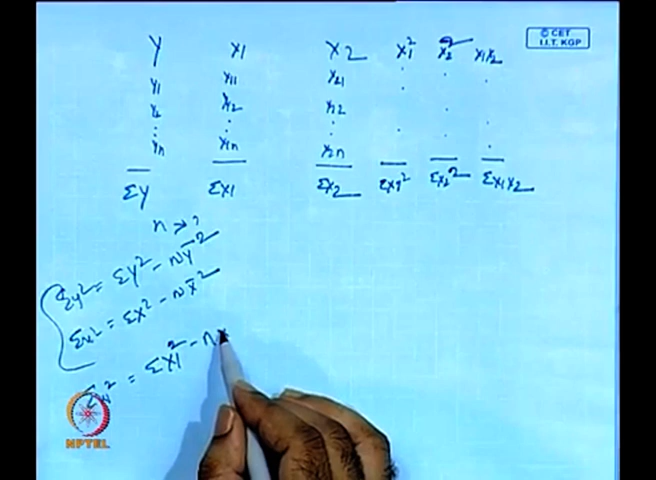 © CET
I.I.T. KGP
Y X1 X2 X1² X2² X1X2
Y1 X11 X21 . . .
Y2 X12 X22 . . .
⋮ ⋮ ⋮ . . .
Yn X1n X2n
ΣY ΣX1 ΣX2 ΣX1² ΣX2² ΣX1X2
n > ?
Σy² = ΣY² - nȲ²
Σx² = ΣX² - nX̄²
= ΣX1² - n
NPTEL